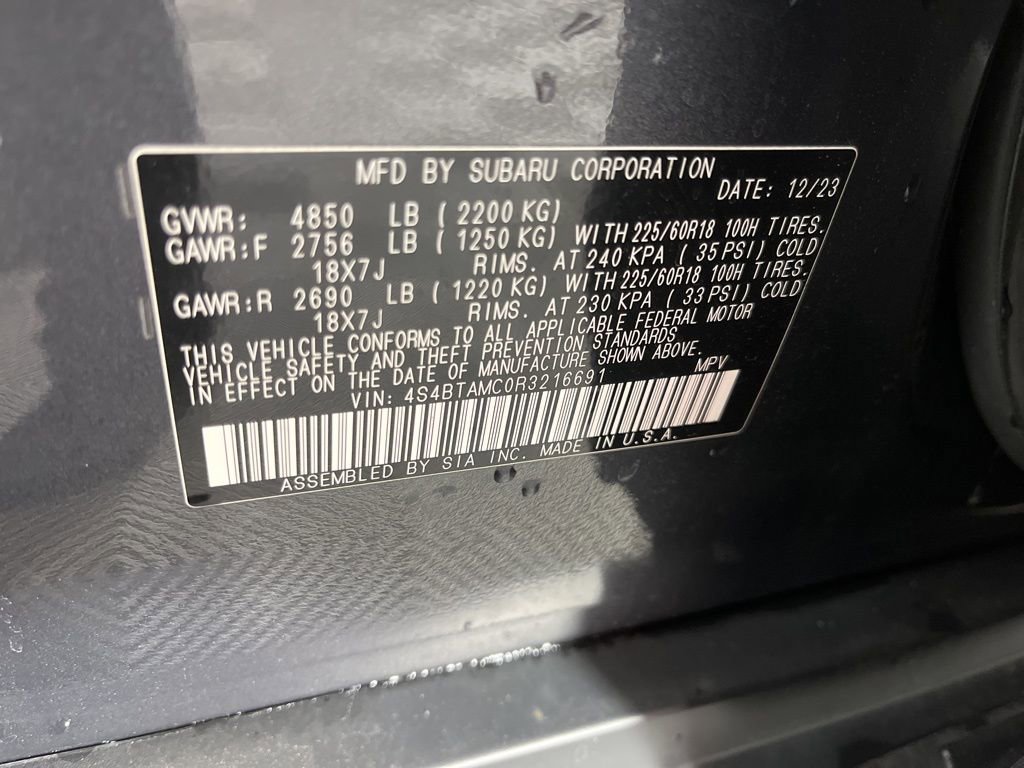 MFD BY SUBARU CORPORATION
DATE: 12/23
GVWR: 4850 LB ( 2200 KG)
GAWR:F 2756 LB ( 1250 KG) WITH 225/60R18 100H TIRES.
18X7J RIMS. AT 240 KPA ( 35 PSI) COLD
GAWR:R 2690 LB ( 1220 KG) WITH 225/60R18 100H TIRES.
18X7J RIMS. AT 230 KPA ( 33 PSI) COLD
THIS VEHICLE CONFORMS TO ALL APPLICABLE FEDERAL MOTOR
VEHICLE SAFETY AND THEFT PREVENTION STANDARDS
IN EFFECT ON THE DATE OF MANUFACTURE SHOWN ABOVE.
VIN: 4S4BTAMC0R3216691 MPV
ASSEMBLED BY SIA INC. MADE IN U.S.A.